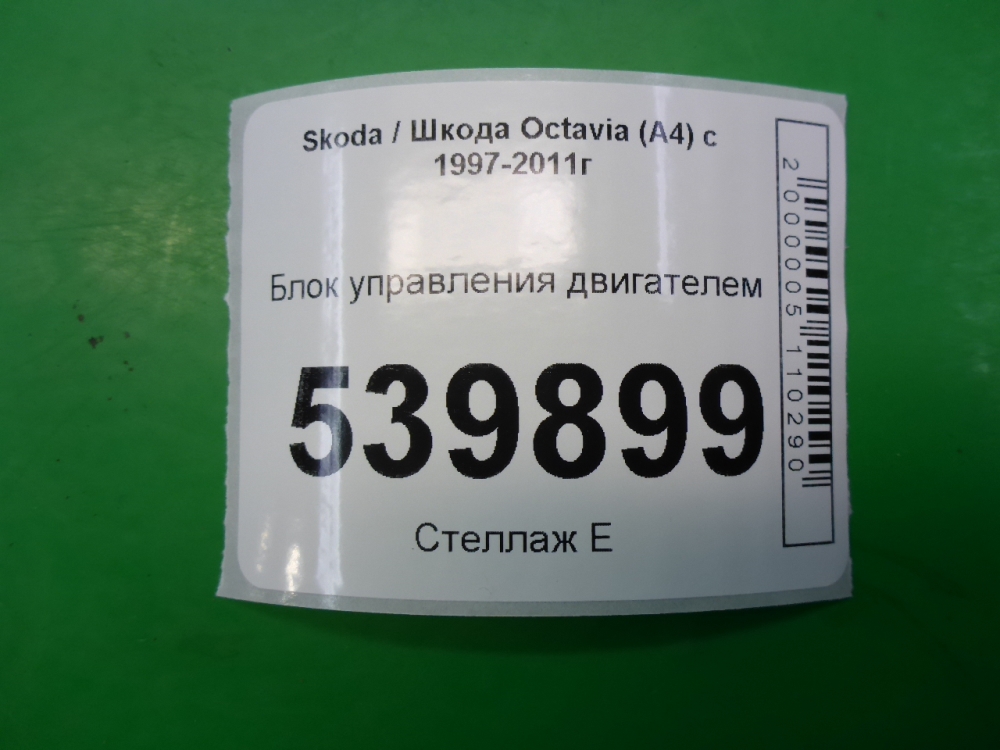 Skoda / Шкода Octavia (A4) с
1997-2011г
Блок управления двигателем
539899
Стеллаж Е
2000005110290